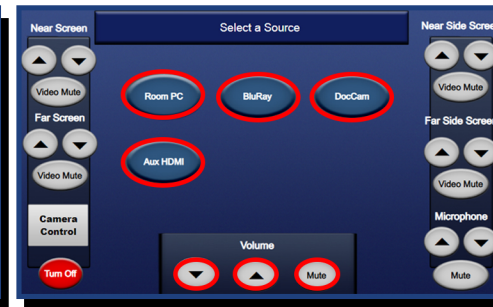 Near Screen
Select a Source
Near Side Scree
Video Mute
Room PC
BluRay
DocCam
Video Mute
Far Screen
Far Side Screen
Aux HDMI
Video Mute
Video Mute
Camera
Control
Microphone
Volume
Turn Off
Mute
Mute